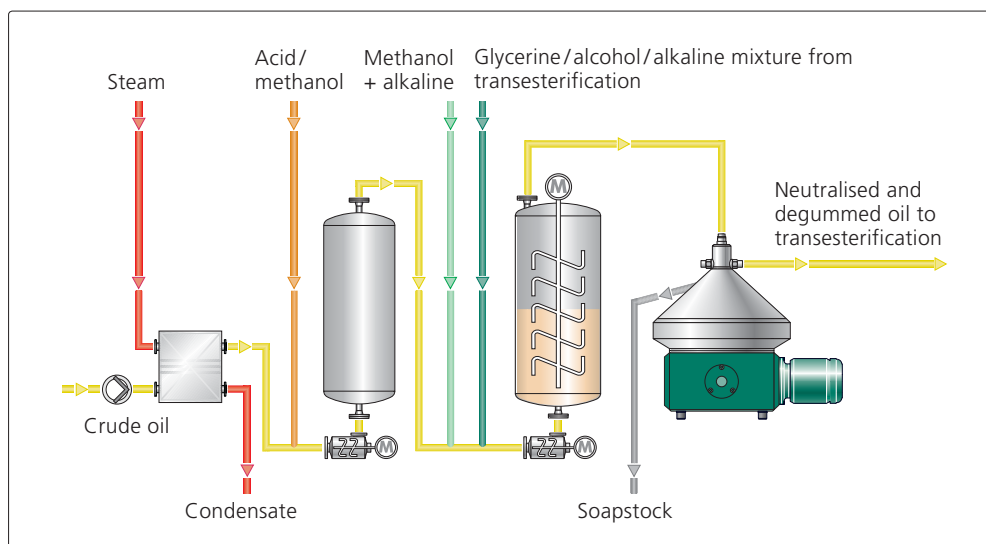 Steam
Acid/
methanol
Methanol
+ alkaline
Glycerine/alcohol/alkaline mixture from
transesterification
M
Neutralised and
degummed oil to
transesterification
Crude oil
M
M
Condensate
Soapstock